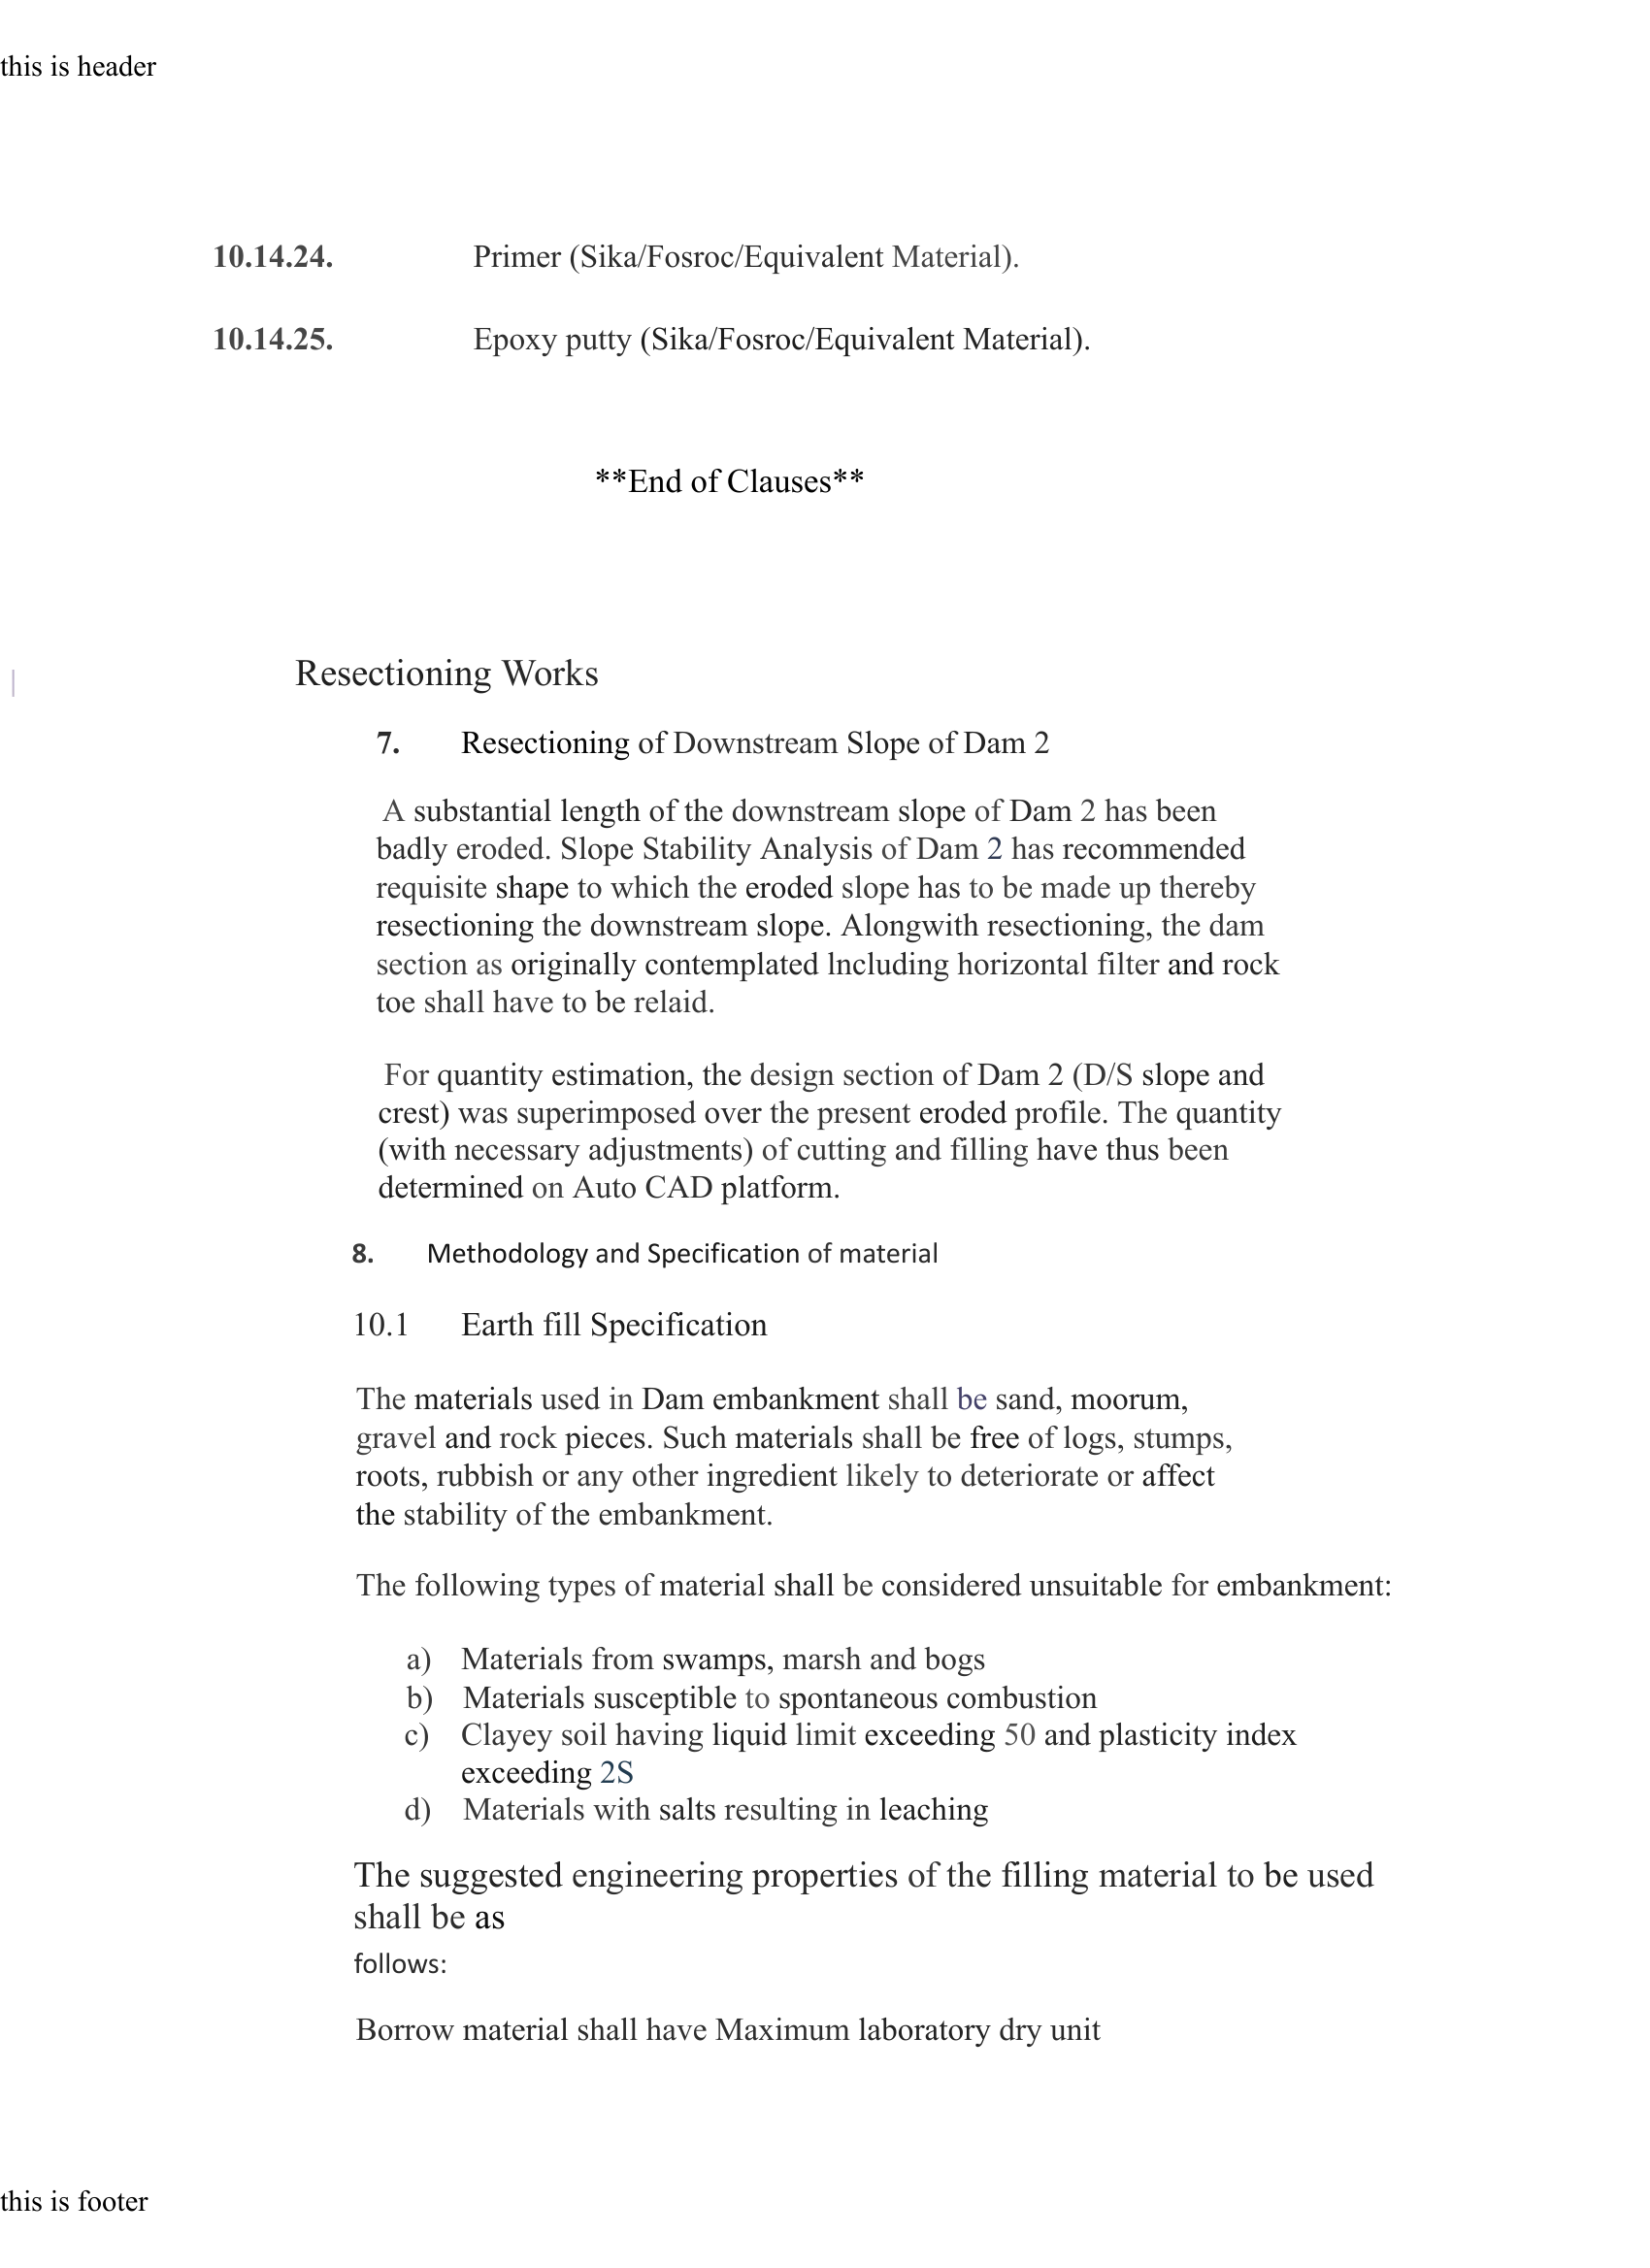 this is header
10.14.24. Primer (Sika/Fosroc/Equivalent Material).
10.14.25. Epoxy putty (Sika/Fosroc/Equivalent Material).
**End of Clauses**
Resectioning Works
7. Resectioning of Downstream Slope of Dam 2
A substantial length of the downstream slope of Dam 2 has been
badly eroded. Slope Stability Analysis of Dam 2 has recommended
requisite shape to which the eroded slope has to be made up thereby
resectioning the downstream slope. Alongwith resectioning, the dam
section as originally contemplated lncluding horizontal filter and rock
toe shall have to be relaid.
For quantity estimation, the design section of Dam 2 (D/S slope and
crest) was superimposed over the present eroded profile. The quantity
(with necessary adjustments) of cutting and filling have thus been
determined on Auto CAD platform.
8. Methodology and Specification of material
10.1 Earth fill Specification
The materials used in Dam embankment shall be sand, moorum,
gravel and rock pieces. Such materials shall be free of logs, stumps,
roots, rubbish or any other ingredient likely to deteriorate or affect
the stability of the embankment.
The following types of material shall be considered unsuitable for embankment:
a) Materials from swamps, marsh and bogs
b) Materials susceptible to spontaneous combustion
c) Clayey soil having liquid limit exceeding 50 and plasticity index
exceeding 2S
d) Materials with salts resulting in leaching
The suggested engineering properties of the filling material to be used
shall be as
follows:
Borrow material shall have Maximum laboratory dry unit
this is footer